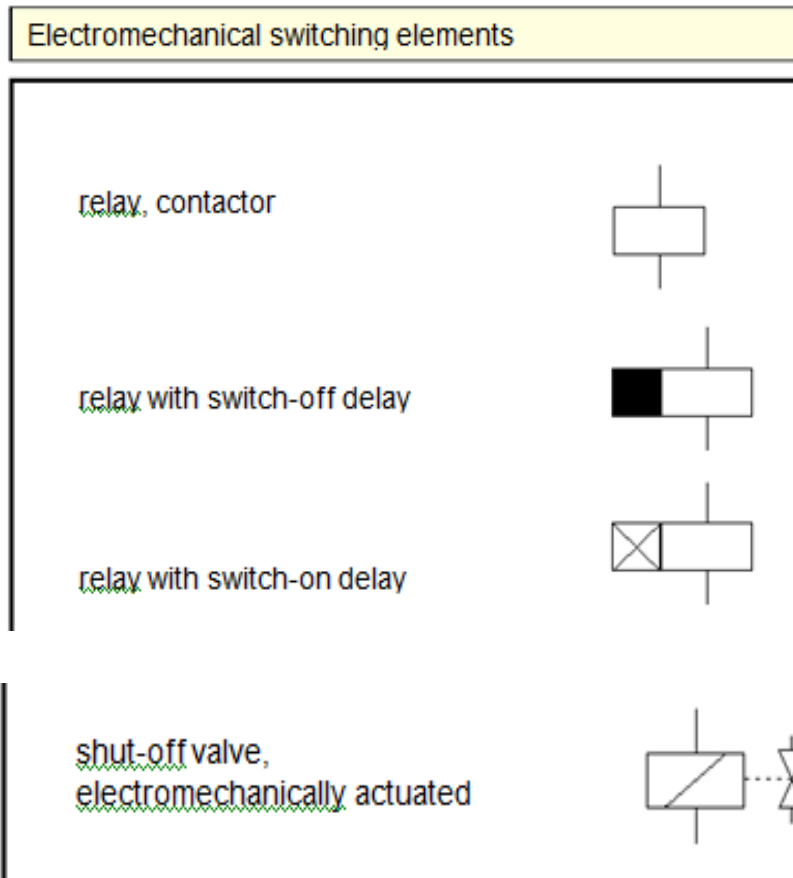 Electromechanical switching elements
relay, contactor
relay with switch-off delay
relay with switch-on delay
shut-off valve,
electromechanically actuated